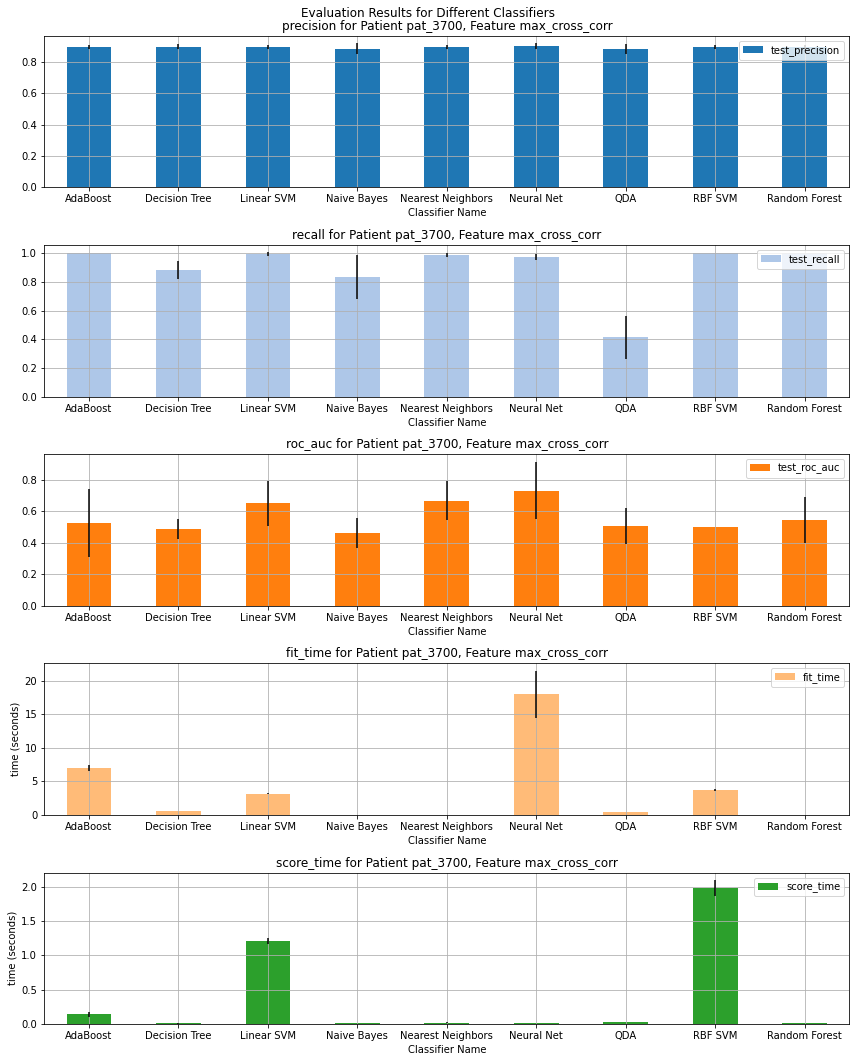 Evaluation Results for Different Classifiers
precision for Patient pat_3700, Feature max_cross_corr
test_precision
0.8
0.6
0.4
0.2
0.0
AdaBoost Decision Tree Linear SVM Naive Bayes Nearest Neighbors Neural Net QDA RBF SVM Random Forest
Classifier Name
recall for Patient pat_3700, Feature max_cross_corr
test_recall
1.0
0.8
0.6
0.4
0.2
0.0
AdaBoost Decision Tree Linear SVM Naive Bayes Nearest Neighbors Neural Net QDA RBF SVM Random Forest
Classifier Name
roc_auc for Patient pat_3700, Feature max_cross_corr
test_roc_auc
0.8
0.6
0.4
0.2
0.0
AdaBoost Decision Tree Linear SVM Naive Bayes Nearest Neighbors Neural Net QDA RBF SVM Random Forest
Classifier Name
fit_time for Patient pat_3700, Feature max_cross_corr
fit_time
time (seconds)
20
15
10
5
0
AdaBoost Decision Tree Linear SVM Naive Bayes Nearest Neighbors Neural Net QDA RBF SVM Random Forest
Classifier Name
score_time for Patient pat_3700, Feature max_cross_corr
score_time
time (seconds)
2.0
1.5
1.0
0.5
0.0
AdaBoost Decision Tree Linear SVM Naive Bayes Nearest Neighbors Neural Net QDA RBF SVM Random Forest
Classifier Name